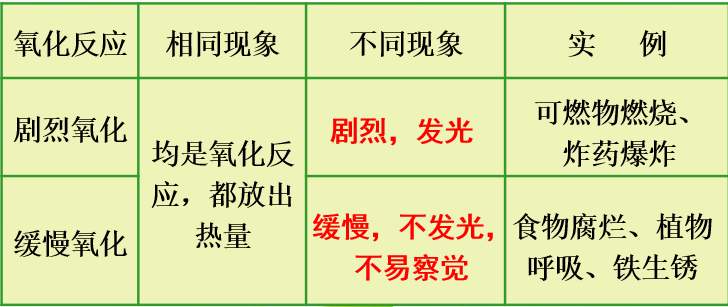 氧化反应 相同现象 不同现象 实 例
剧烈氧化
均是氧化反
应，都放出
热量
剧烈，发光
可燃物燃烧、
炸药爆炸
缓慢氧化
缓慢，不发光，
不易察觉
食物腐烂、植物
呼吸、铁生锈